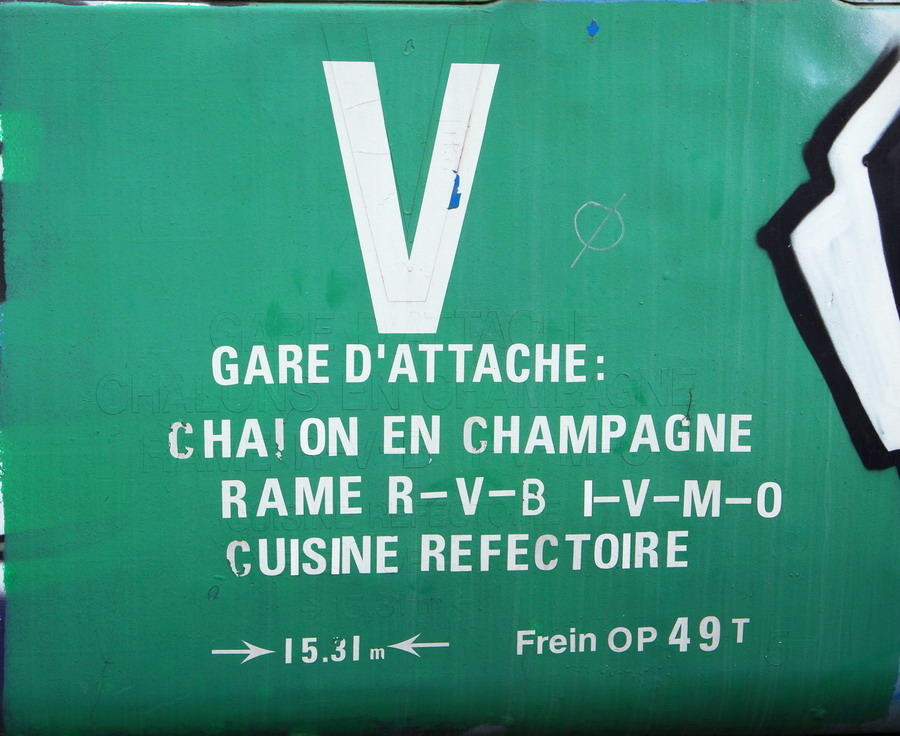 V
GARE D'ATTACHE:
CHALON EN CHAMPAGNE
RAME R–V–B I–V–M–O
CUISINE REFECTOIRE
15.31 m Frein OP 49 T